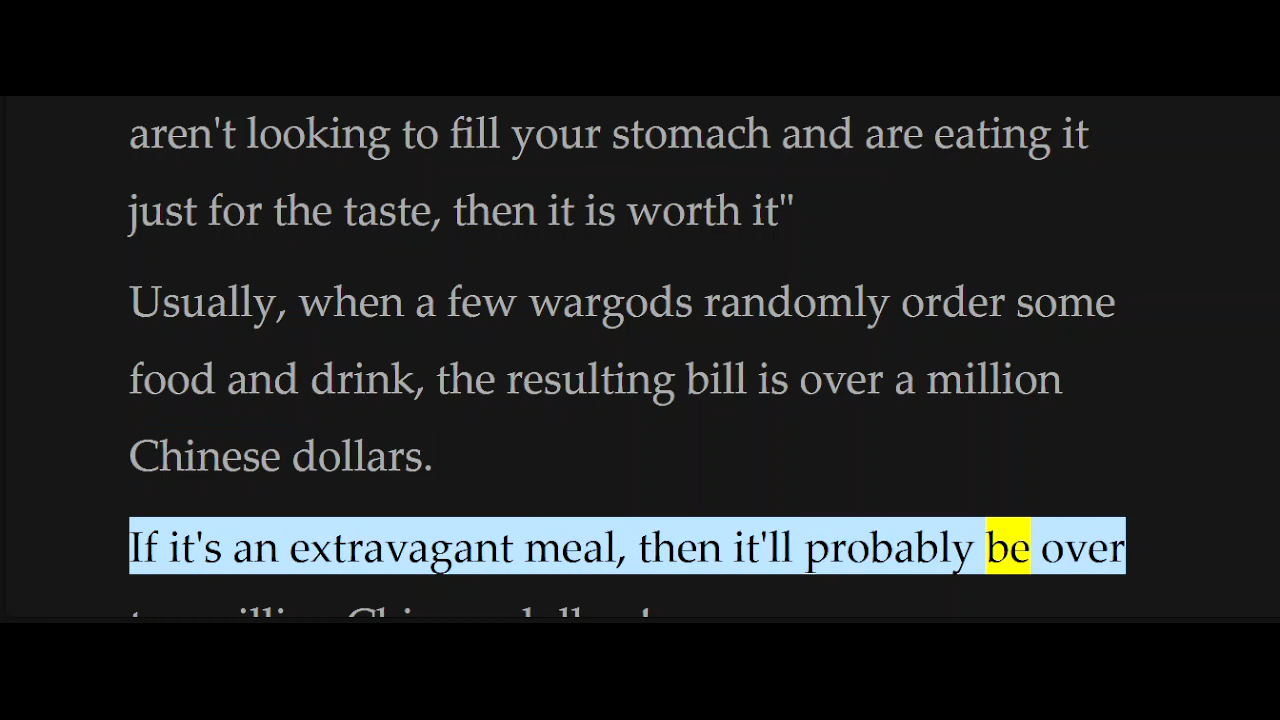 aren't looking to fill your stomach and are eating it
just for the taste, then it is worth it"
Usually, when a few wargods randomly order some
food and drink, the resulting bill is over a million
Chinese dollars.
If it's an extravagant meal, then it'll probably be over